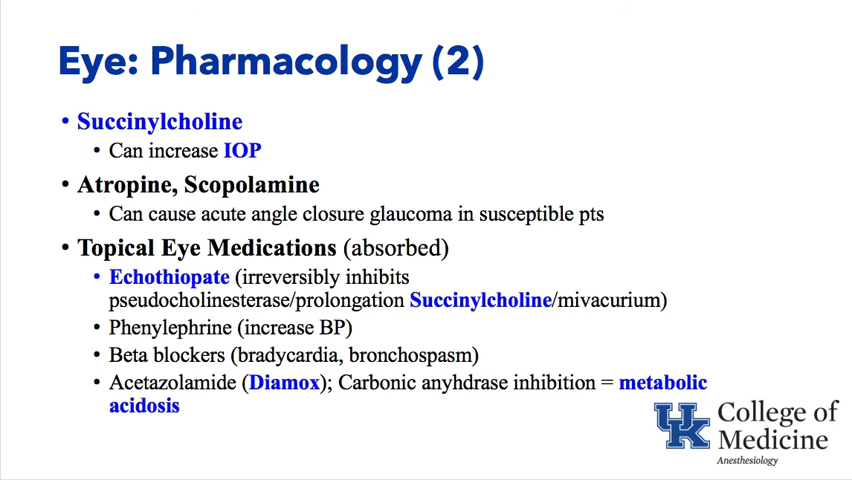 Eye: Pharmacology (2)
• Succinylcholine
• Can increase IOP
• Atropine, Scopolamine
• Can cause acute angle closure glaucoma in susceptible pts
• Topical Eye Medications (absorbed)
• Echothiopate (irreversibly inhibits
pseudocholinesterase/prolongation Succinylcholine/mivacurium)
• Phenylephrine (increase BP)
• Beta blockers (bradycardia, bronchospasm)
• Acetazolamide (Diamox); Carbonic anyhdrase inhibition = metabolic
acidosis
UK College of
Medicine
Anesthesiology